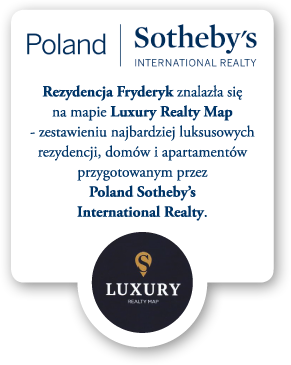 Poland | Sotheby's
INTERNATIONAL REALTY
Rezydencja Fryderyk znalazła się
na mapie Luxury Realty Map
- zestawieniu najbardziej luksusowych
rezydencji, domów i apartamentów
przygotowanym przez
Poland Sotheby's
International Realty.
LUXURY
REALTY MAP